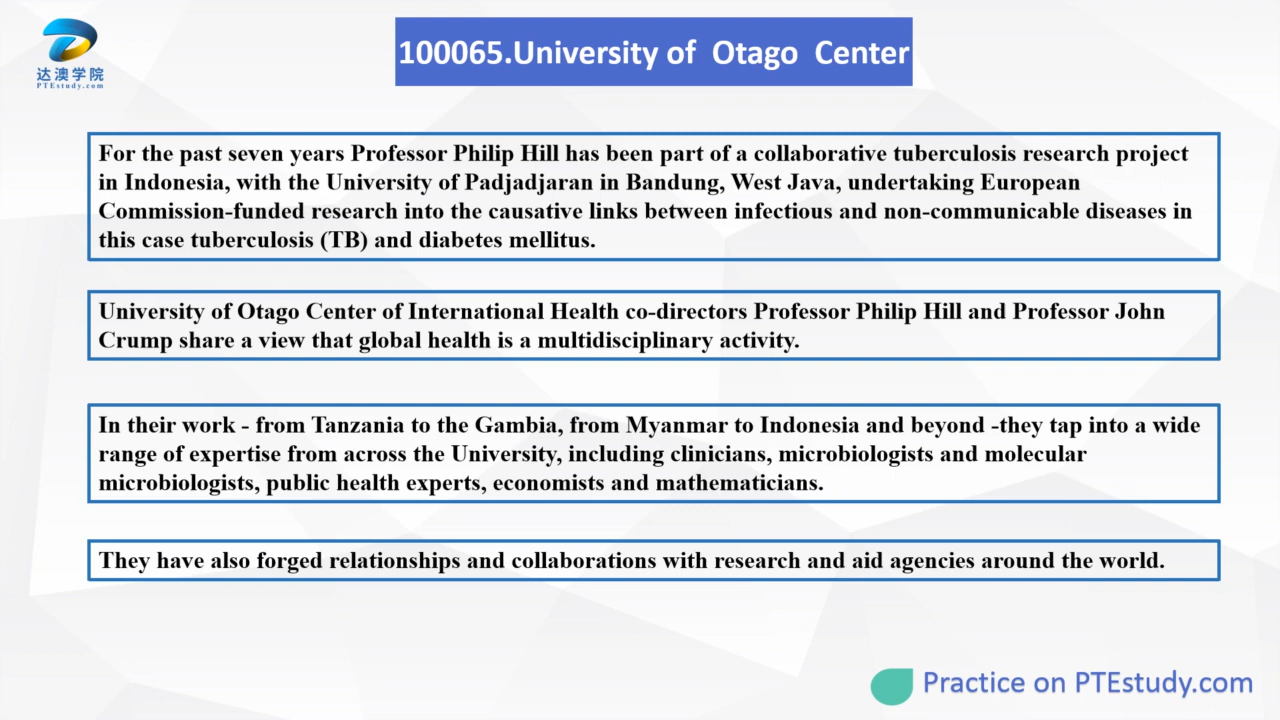 达澳学院
PTEstudy.com
100065.University of Otago Center
For the past seven years Professor Philip Hill has been part of a collaborative tuberculosis research project
in Indonesia, with the University of Padjadjaran in Bandung, West Java, undertaking European
Commission-funded research into the causative links between infectious and non-communicable diseases in
this case tuberculosis (TB) and diabetes mellitus.
University of Otago Center of International Health co-directors Professor Philip Hill and Professor John
Crump share a view that global health is a multidisciplinary activity.
In their work - from Tanzania to the Gambia, from Myanmar to Indonesia and beyond -they tap into a wide
range of expertise from across the University, including clinicians, microbiologists and molecular
microbiologists, public health experts, economists and mathematicians.
They have also forged relationships and collaborations with research and aid agencies around the world.
Practice on PTEstudy.com